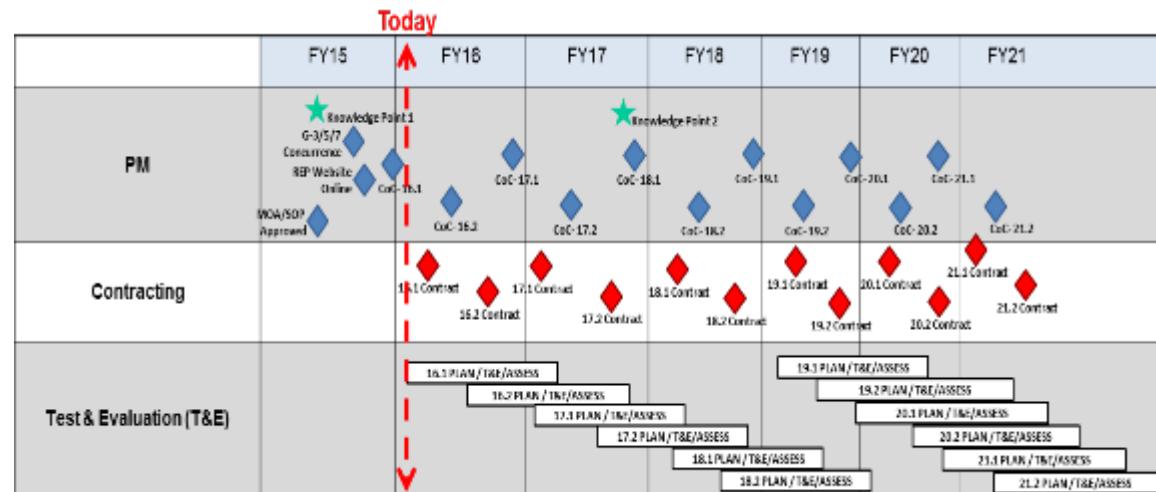 Today
FY15 FY16 FY17 FY18 FY19 FY20 FY21
PM
Knowledge Point 1
Knowledge Point 2
G-3/5/7
Concurrence
REP Website
Online
MOA/SOP
Approved
CoC-16.1
CoC-17.1
CoC-18.1
CoC-19.1
CoC-20.1
CoC-21.1
CoC-16.2
CoC-17.2
CoC-18.2
CoC-19.2
CoC-20.2
CoC-21.2
Contracting
16.1 Contract
17.1 Contract
18.1 Contract
19.1 Contract
20.1 Contract
21.1 Contract
16.2 Contract
17.2 Contract
18.2 Contract
19.2 Contract
20.2 Contract
21.2 Contract
Test & Evaluation (T&E)
16.1 PLAN / T&E/ASSESS
16.2 PLAN / T&E/ASSESS
17.1 PLAN / T&E/ASSESS
17.2 PLAN / T&E/ASSESS
18.1 PLAN / T&E/ASSESS
18.2 PLAN / T&E/ASSESS
19.1 PLAN / T&E/ASSESS
19.2 PLAN / T&E/ASSESS
20.1 PLAN / T&E/ASSESS
20.2 PLAN / T&E/ASSESS
21.1 PLAN / T&E/ASSESS
21.2 PLAN / T&E/ASSESS